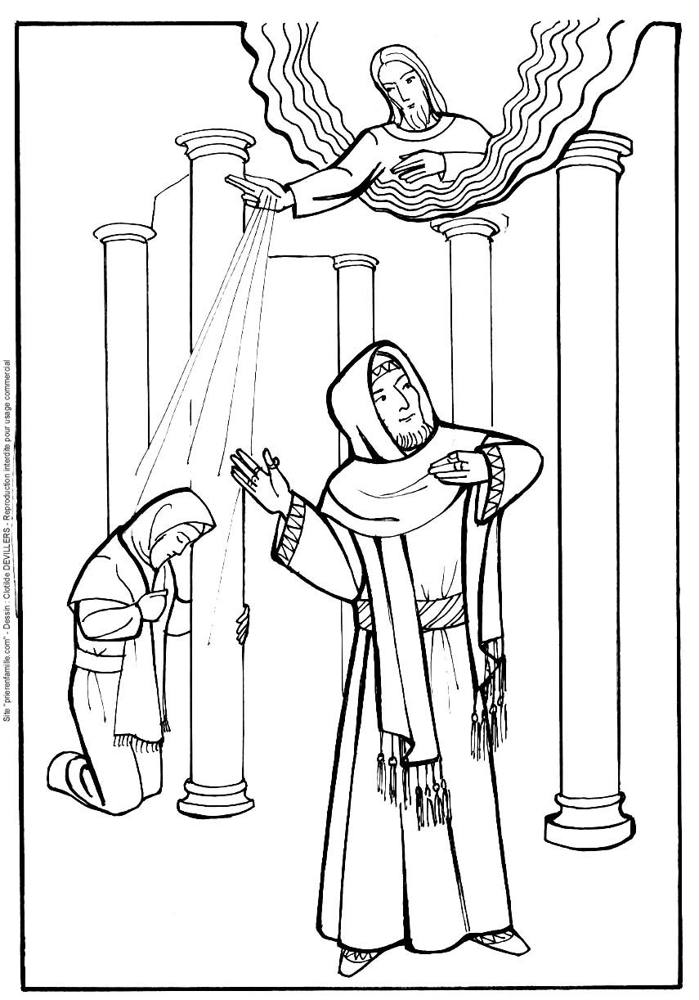 Site "prierenfamille.com" - Dessin : Clotilde DEVILLERS - Reproduction interdite pour usage commercial